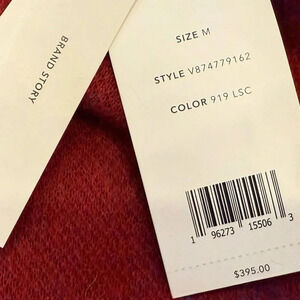 BRAND STORY
SIZE M
STYLE V874779162
COLOR 919 LSC
1 96273 15506 3
$395.00